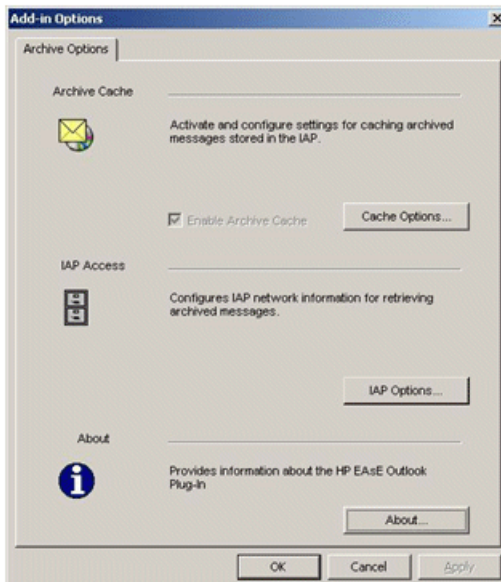 Add-in Options
Archive Options
Archive Cache
Activate and configure settings for caching archived
messages stored in the IAP.
Enable Archive Cache
Cache Options...
IAP Access
Configures IAP network information for retrieving
archived messages.
IAP Options...
About
Provides information about the HP EAsE Outlook
Plug-In
About...
OK Cancel Apply